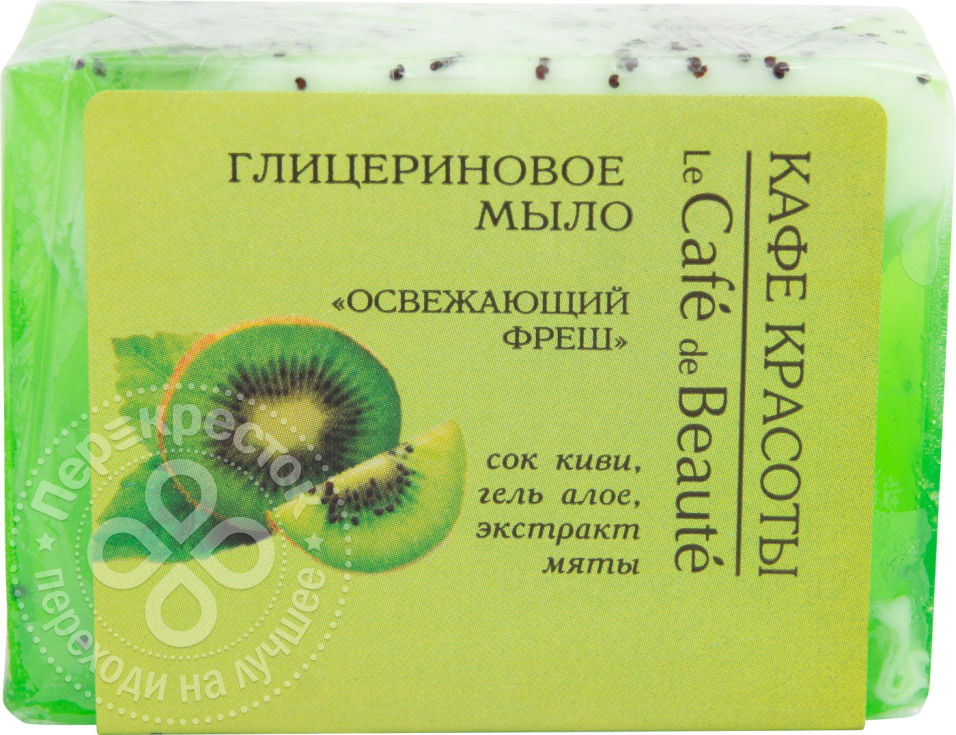 ГЛИЦЕРИНОВОЕ
МЫЛО
«ОСВЕЖАЮЩИЙ
ФРЕШ»
сок киви,
гель алое,
экстракт
мяты
КАФЕ КРАСОТЫ
Le Café de Beauté
Перекресток
переходи на лучшее